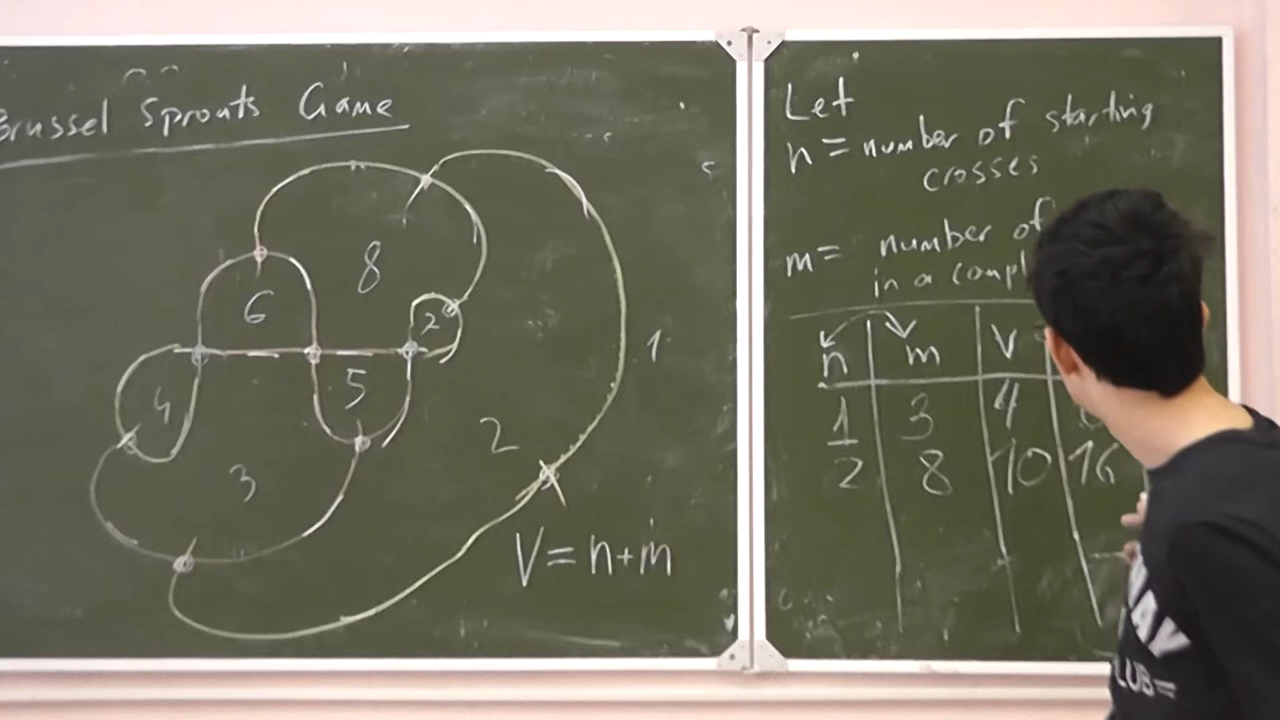 Brussel Sprouts Game
8
6
2
1
5
4
2
3
V = n+m
Let
n = number of starting
crosses
m = number of
in a compl
n m V
1 3 4
2 8 10 16
LUB=